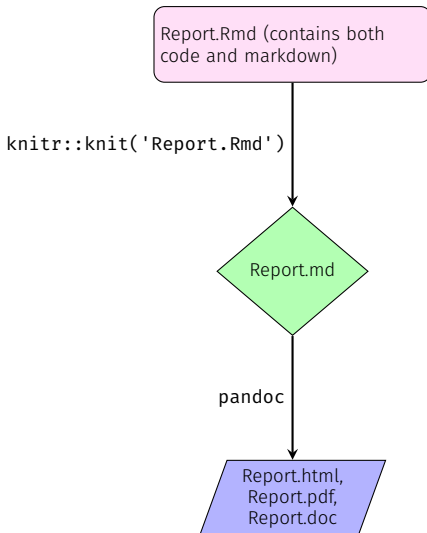 Report.Rmd (contains both
code and markdown)
knitr::knit('Report.Rmd')
Report.md
pandoc
Report.html,
Report.pdf,
Report.doc